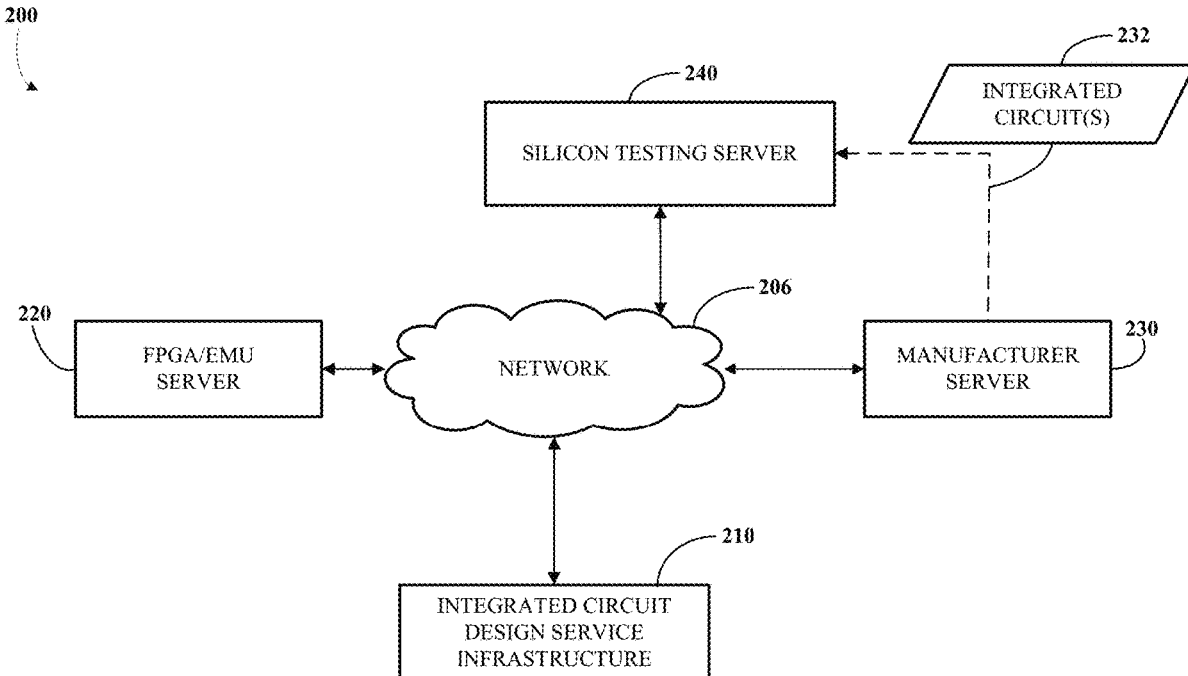 200
232
240
INTEGRATED
CIRCUIT(S)
SILICON TESTING SERVER
206
220
FPGA/EMU
SERVER
NETWORK
MANUFACTURER
SERVER
230
210
INTEGRATED CIRCUIT
DESIGN SERVICE
INFRASTRUCTURE